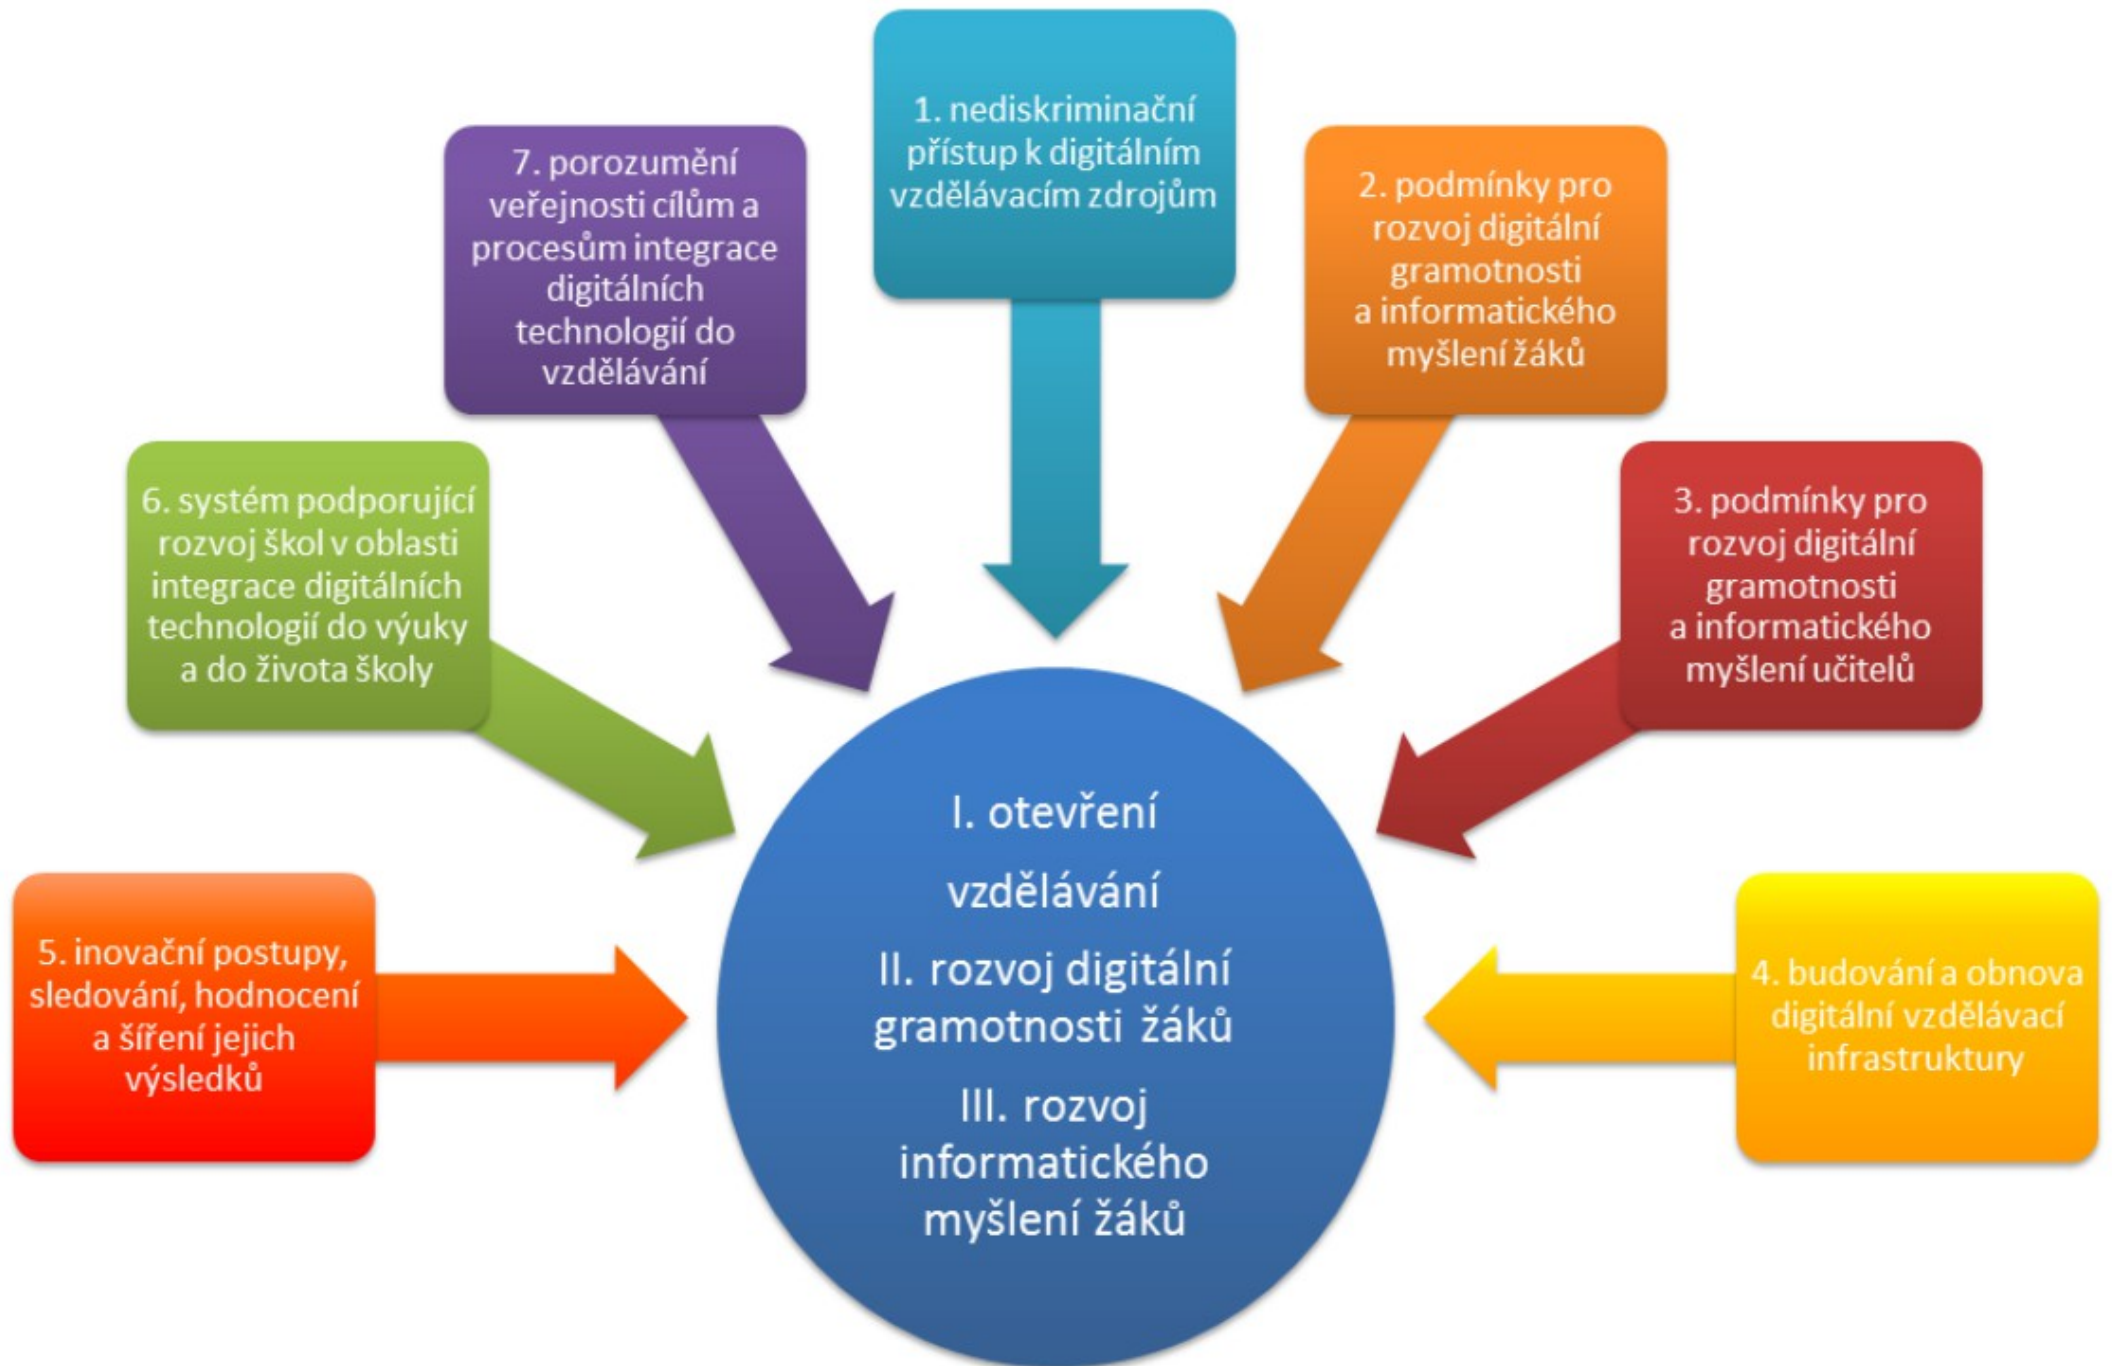 1. nediskriminační
přístup k digitálním
vzdělávacím zdrojům
2. podmínky pro
rozvoj digitální
gramotnosti
a informatického
myšlení žáků
3. podmínky pro
rozvoj digitální
gramotnosti
a informatického
myšlení učitelů
4. budování a obnova
digitální vzdělávací
infrastruktury
5. inovační postupy,
sledování, hodnocení
a šíření jejich
výsledků
6. systém podporující
rozvoj škol v oblasti
integrace digitálních
technologií do výuky
a do života školy
7. porozumění
veřejnosti cílům a
procesům integrace
digitálních
technologií do
vzdělávání
I. otevření
vzdělávání
II. rozvoj digitální
gramotnosti žáků
III. rozvoj
informatického
myšlení žáků